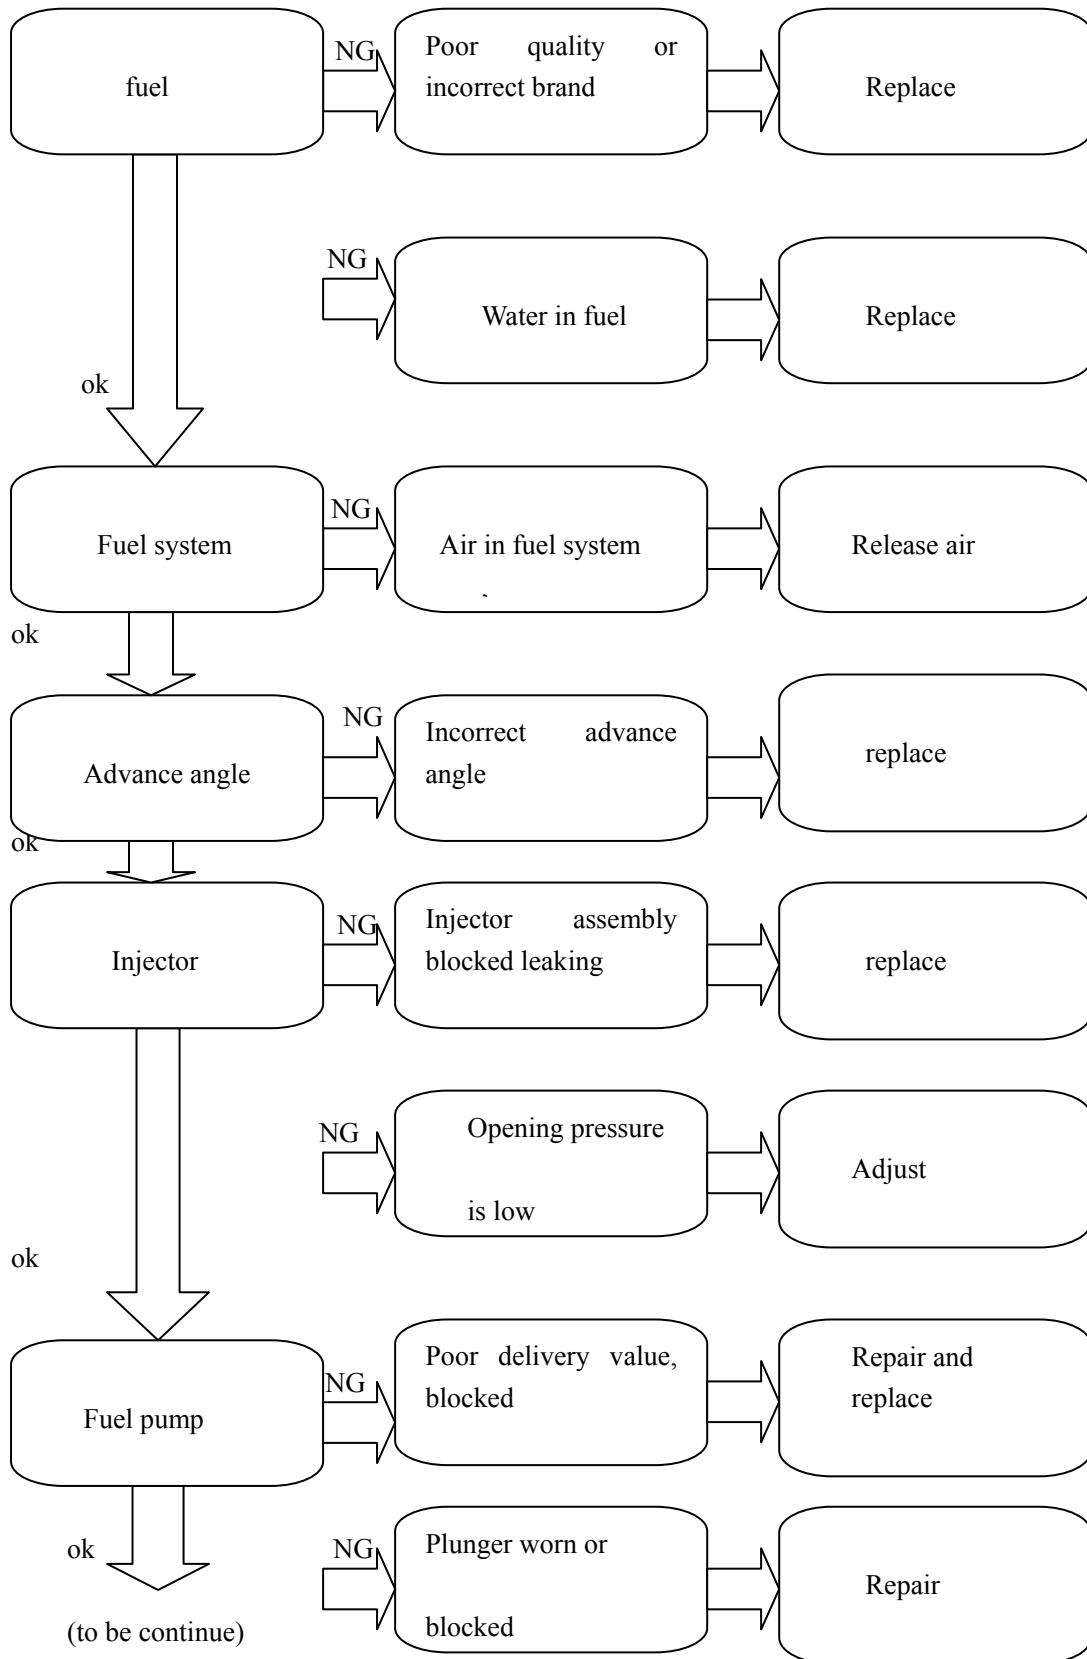 fuel
NG
Poor quality or
incorrect brand
Replace
NG
Water in fuel
Replace
ok
Fuel system
NG
Air in fuel system
Release air
ok
Advance angle
NG
Incorrect advance
angle
replace
ok
Injector
NG
Injector assembly
blocked leaking
replace
NG
Opening pressure
is low
Adjust
ok
Fuel pump
NG
Poor delivery value,
blocked
Repair and
replace
ok
NG
Plunger worn or
blocked
Repair
(to be continue)